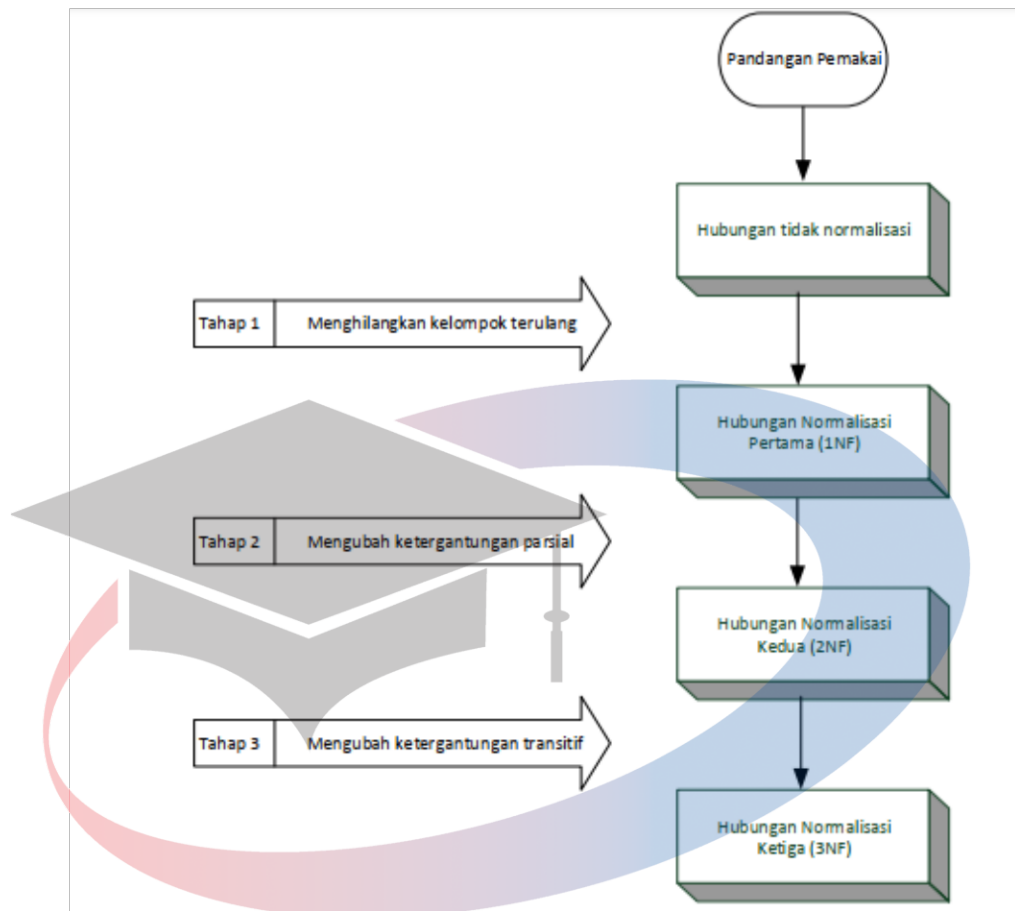 Pandangan Pemakai
Hubungan tidak normalisasi
Tahap 1
Menghilangkan kelompok terulang
Hubungan Normalisasi
Pertama (1NF)
Tahap 2
Mengubah ketergantungan parsial
Hubungan Normalisasi
Kedua (2NF)
Tahap 3
Mengubah ketergantungan transitif
Hubungan Normalisasi
Ketiga (3NF)